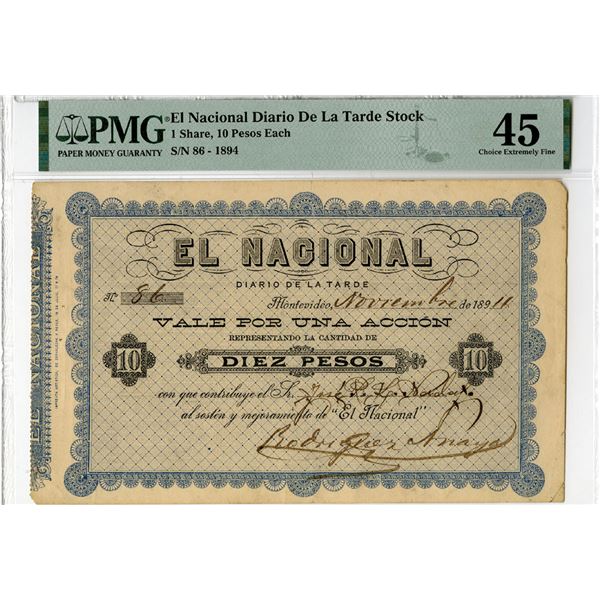 PMG
PAPER MONEY GUARANTY
El Nacional Diario De La Tarde Stock
1 Share, 10 Pesos Each
S/N 86 - 1894
45
Choice Extremely Fine
EL NACIONAL
EL NACIONAL
DIARIO DE LA TARDE
Nº 86
Montevideo, Noviembre de 1894
VALE POR UNA ACCIÓN
REPRESENTANDO LA CANTIDAD DE
10 DIEZ PESOS 10
con que contribuye el Sr. José
al sostén y mejoramiento de "El Nacional"
Rodriguez Anaya